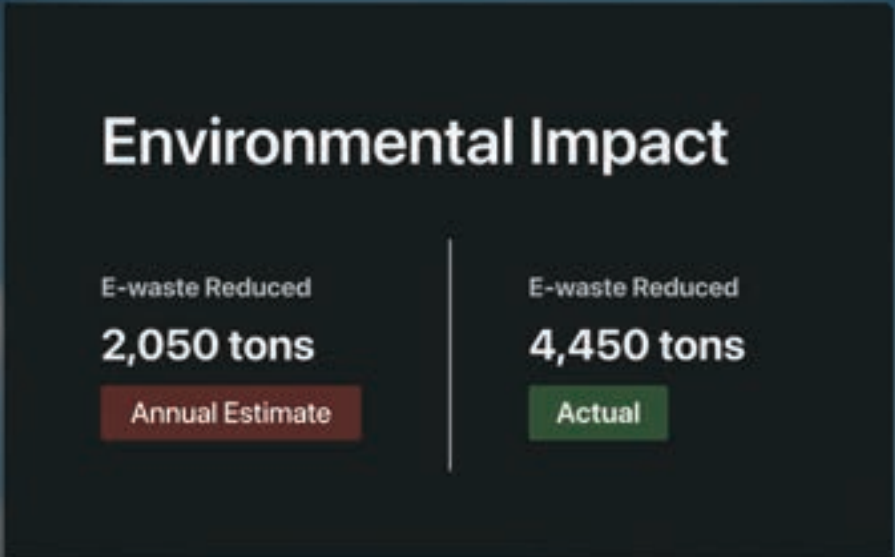 Environmental Impact
E-waste Reduced
2,050 tons
Annual Estimate
E-waste Reduced
4,450 tons
Actual